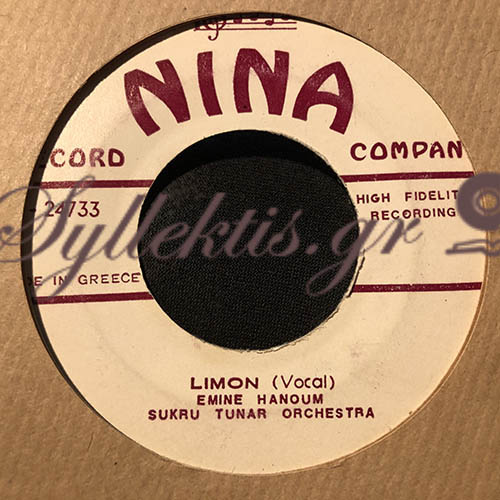 NINA
CORD COMPAN
24733 HIGH FIDELIT
RECORDING
Syllektis.gr
E IN GREECE
LIMON (Vocal)
EMINE HANOUM
SUKRU TUNAR ORCHESTRA